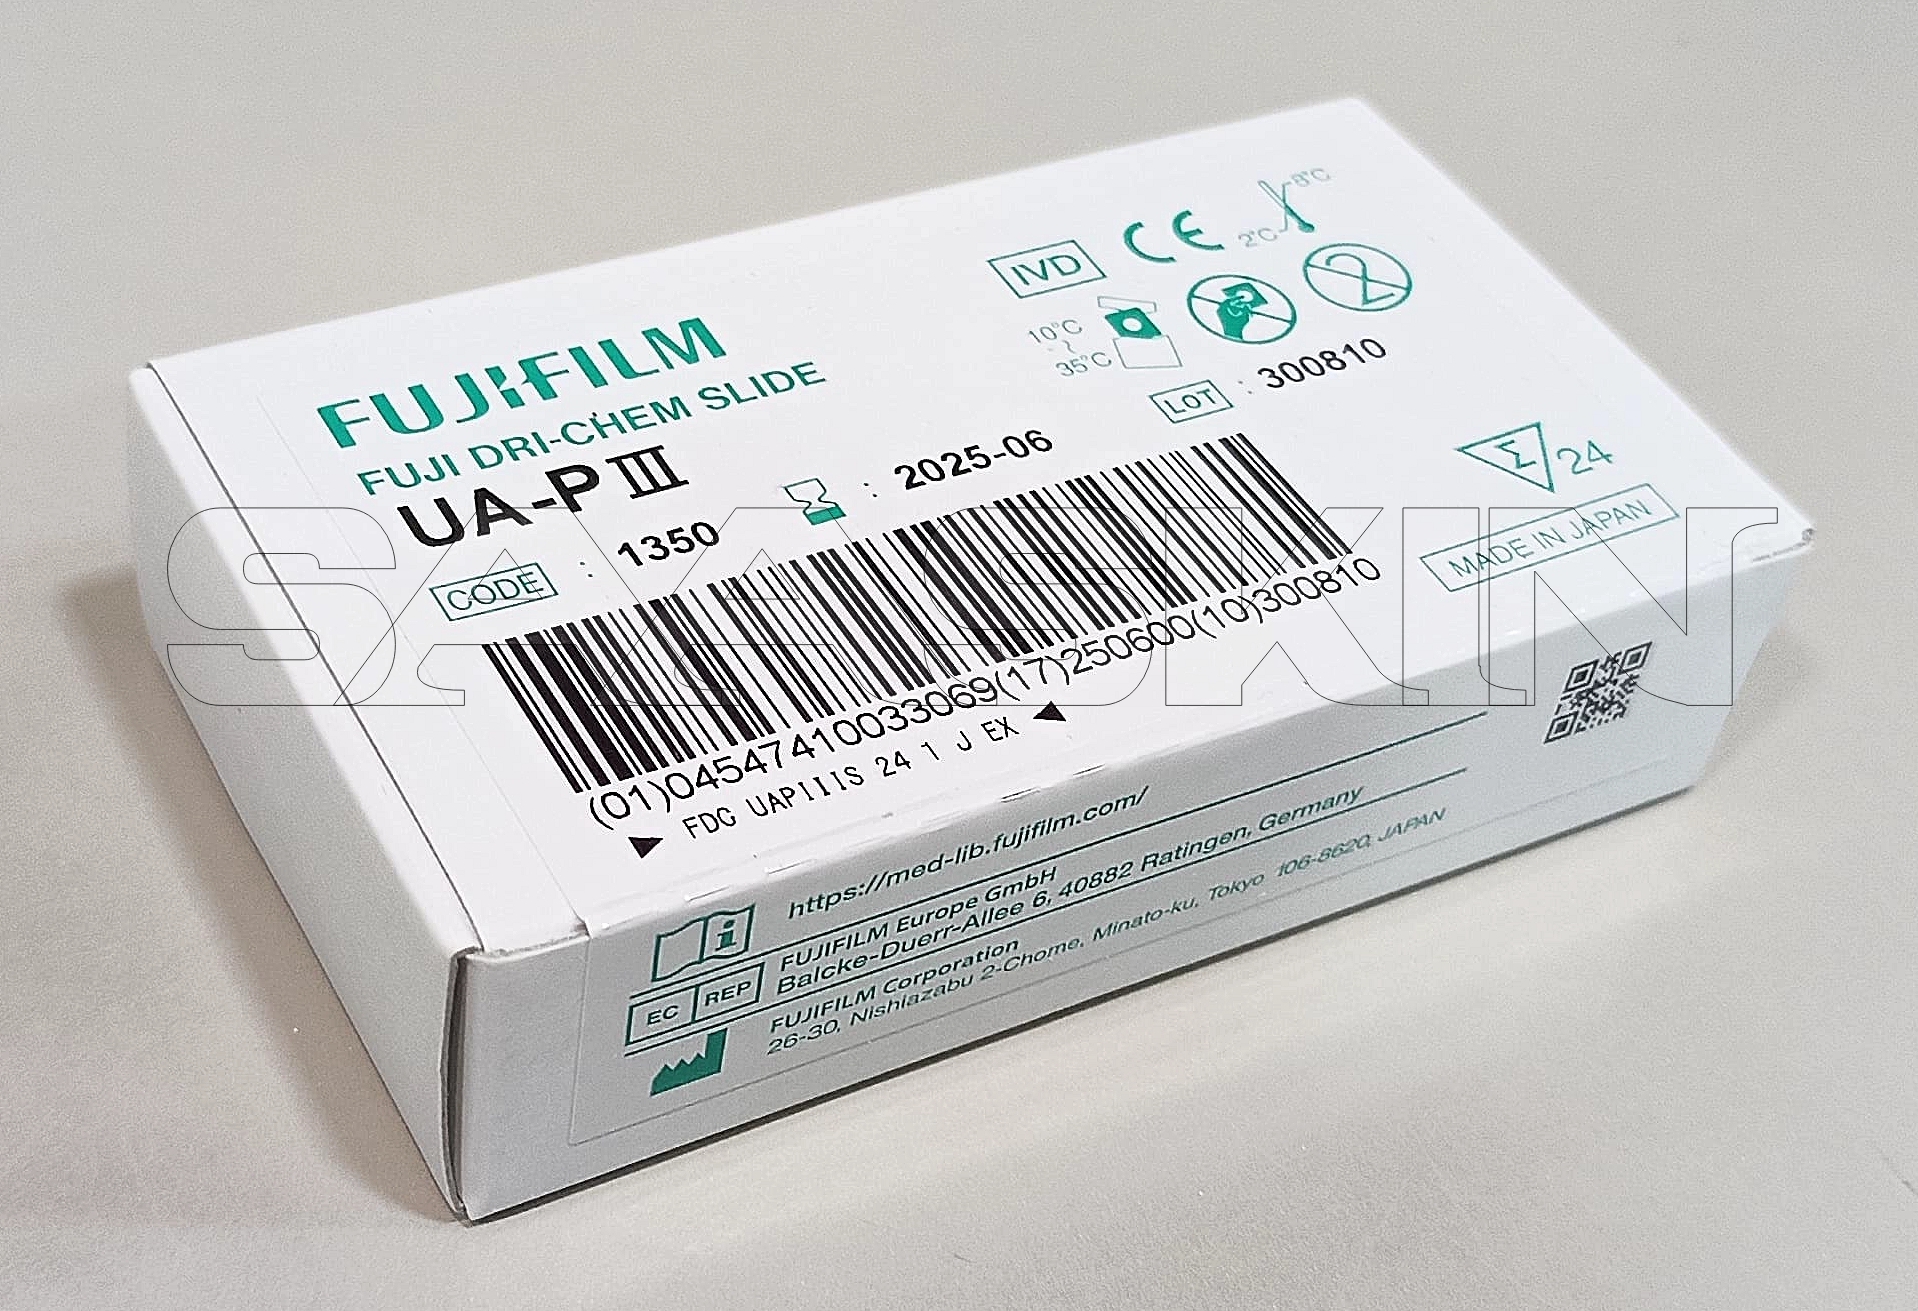 FUJIFILM
FUJI DRI-CHEM SLIDE
UA-P III
CODE : 1350
: 2025-06
IVD
CE
2°C 8°C
10°C
~
35°C
2
LOT : 300810
Σ 24
MADE IN JAPAN
(01)04547410033069(17)250600(10)300810
▶ FDC UAPIIIS 24 1 J EX ◀
SAASKIN
i
https://med-lib.fujifilm.com/
EC REP
FUJIFILM Europe GmbH
Balcke-Duerr-Allee 6, 40882 Ratingen, Germany
FUJIFILM Corporation
26-30, Nishiazabu 2-Chome, Minato-ku, Tokyo 106-8620, JAPAN